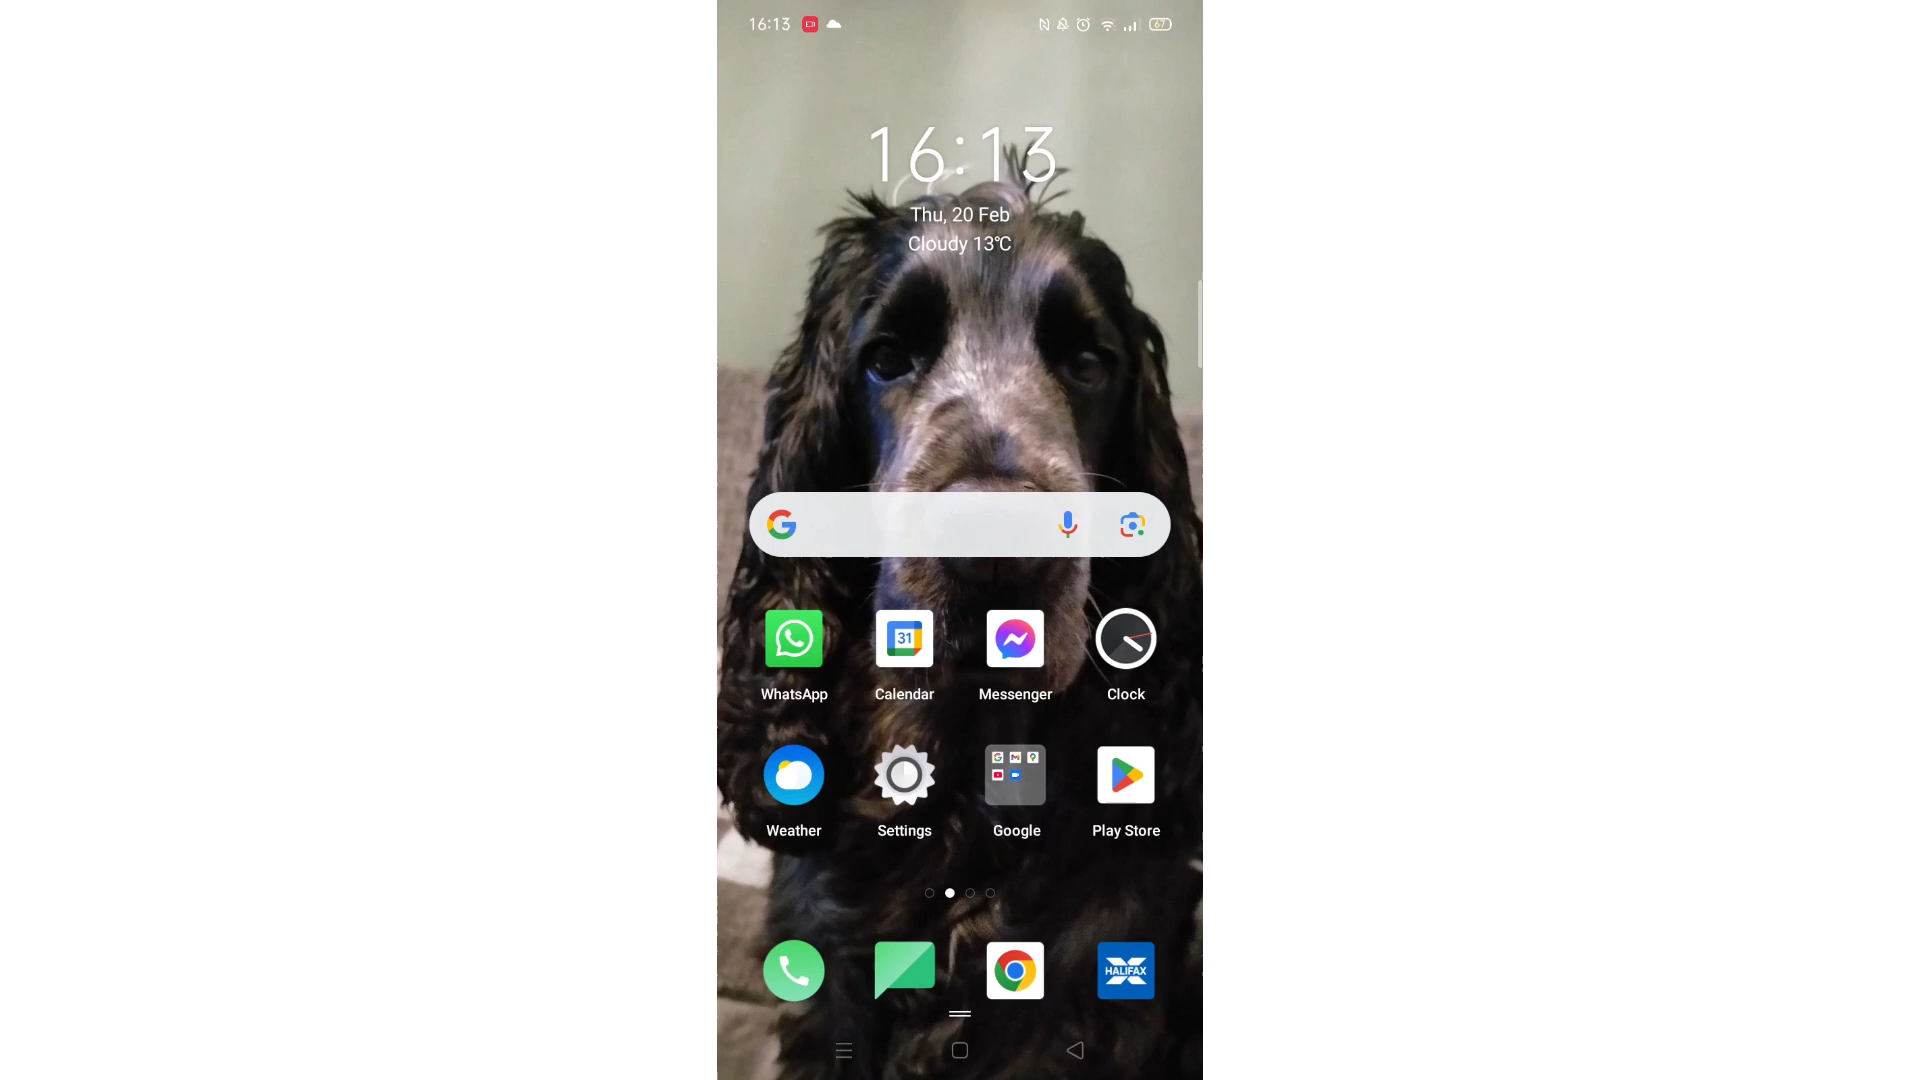 16:13
67
16:13
Thu, 20 Feb
Cloudy 13°C
31
WhatsApp
Calendar
Messenger
Clock
Weather
Settings
Google
Play Store
HALIFAX